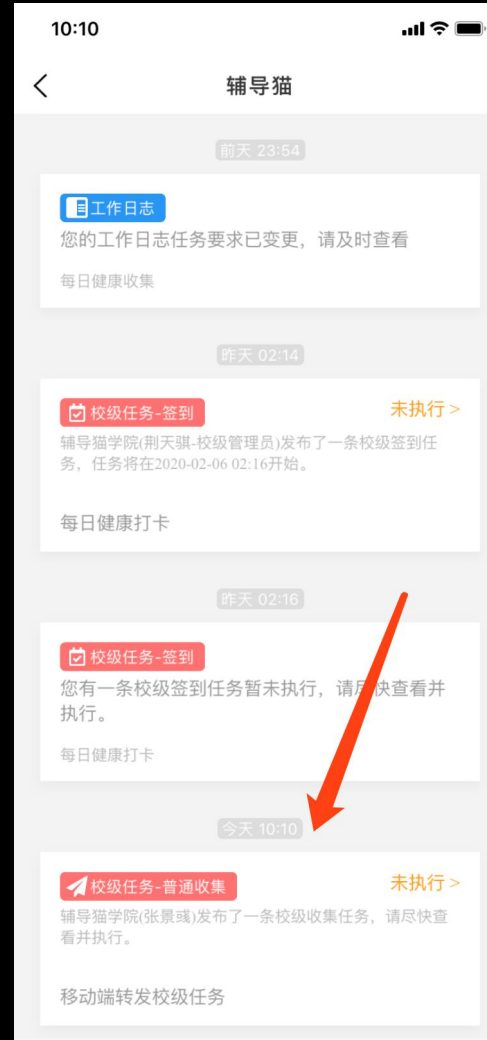 10:10
辅导猫
前天 23:54
工作日志
您的工作日志任务要求已变更，请及时查看
每日健康收集
昨天 02:14
校级任务-签到
未执行 >
辅导猫学院(荆天骐-校级管理员)发布了一条校级签到任
务，任务将在2020-02-06 02:16开始。
每日健康打卡
昨天 02:16
校级任务-签到
您有一条校级签到任务暂未执行，请尽快查看并
执行。
每日健康打卡
今天 10:10
校级任务-普通收集
未执行 >
辅导猫学院(张景彧)发布了一条校级收集任务，请尽快查
看并执行。
移动端转发校级任务